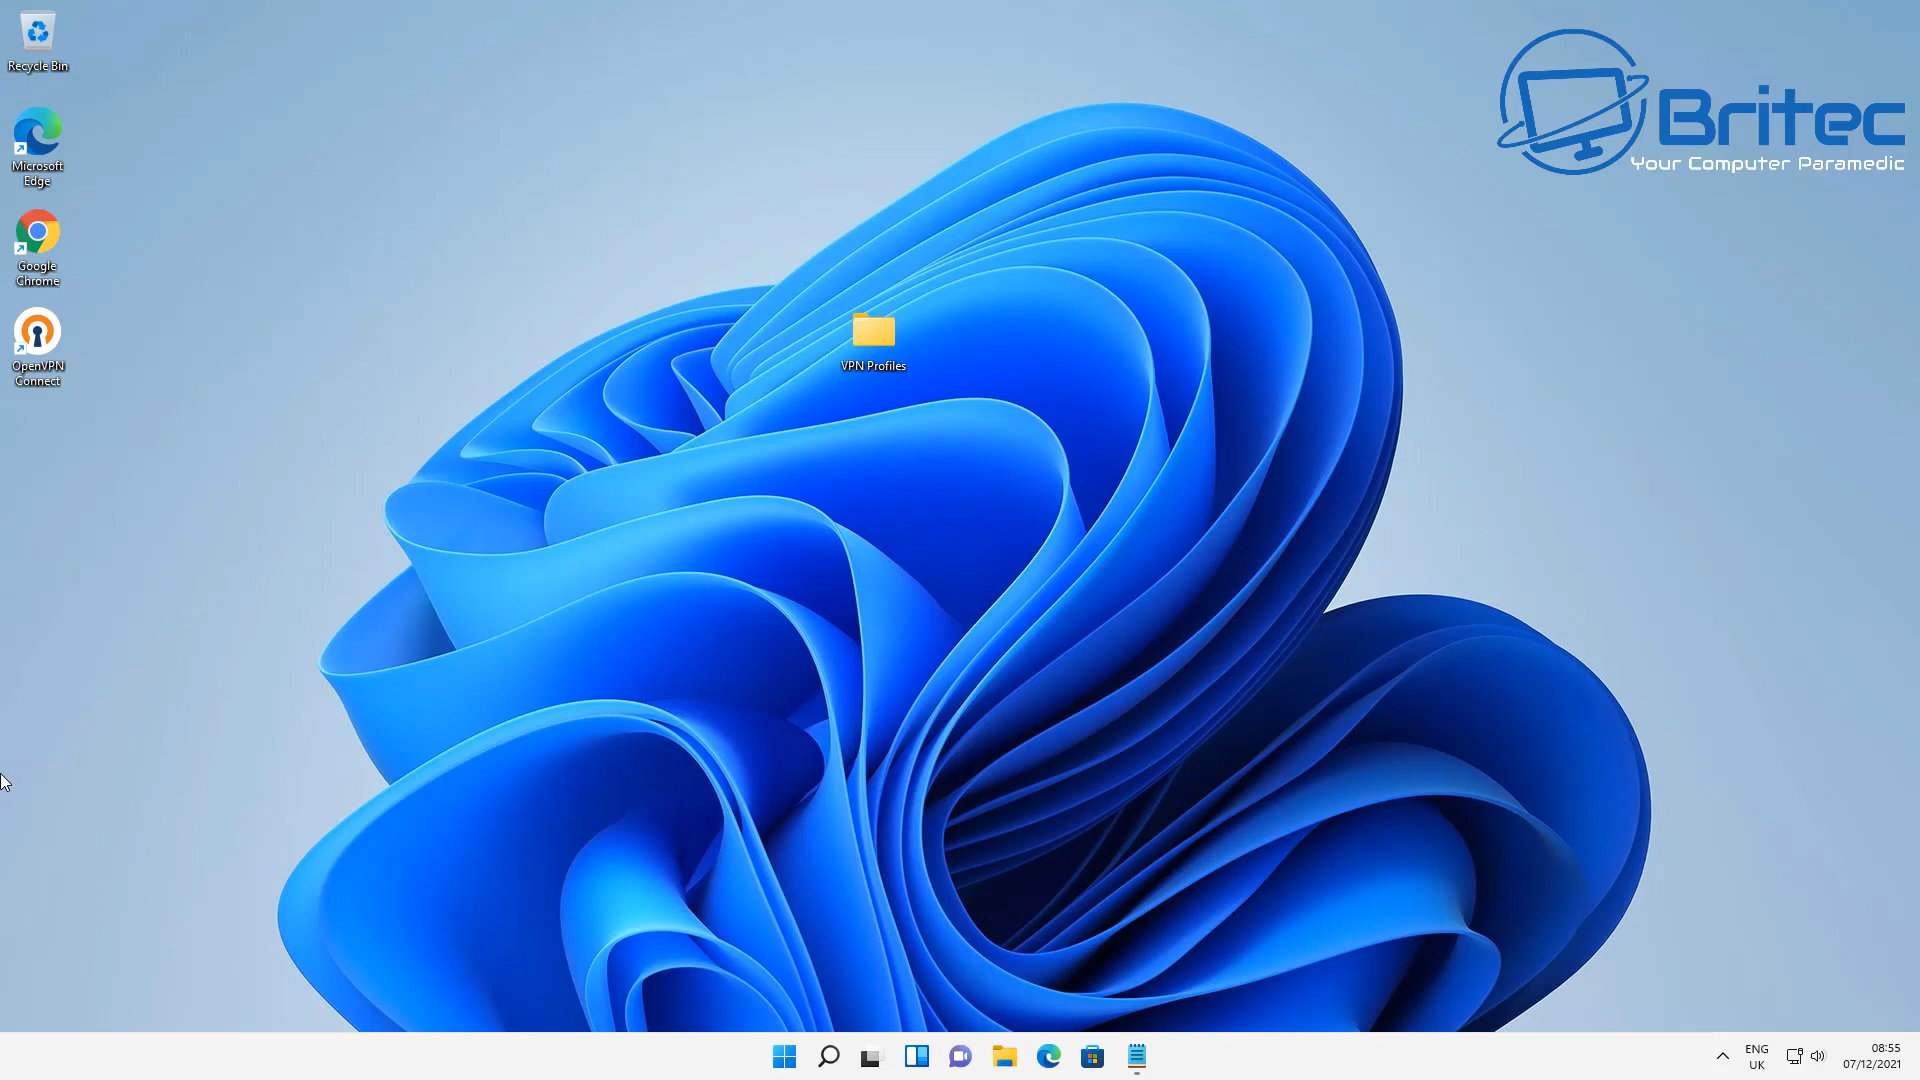 Recycle Bin
Microsoft
Edge
Google
Chrome
OpenVPN
Connect
VPN Profiles
Britec
Your Computer Paramedic
ENG
UK
08:55
07/12/2021